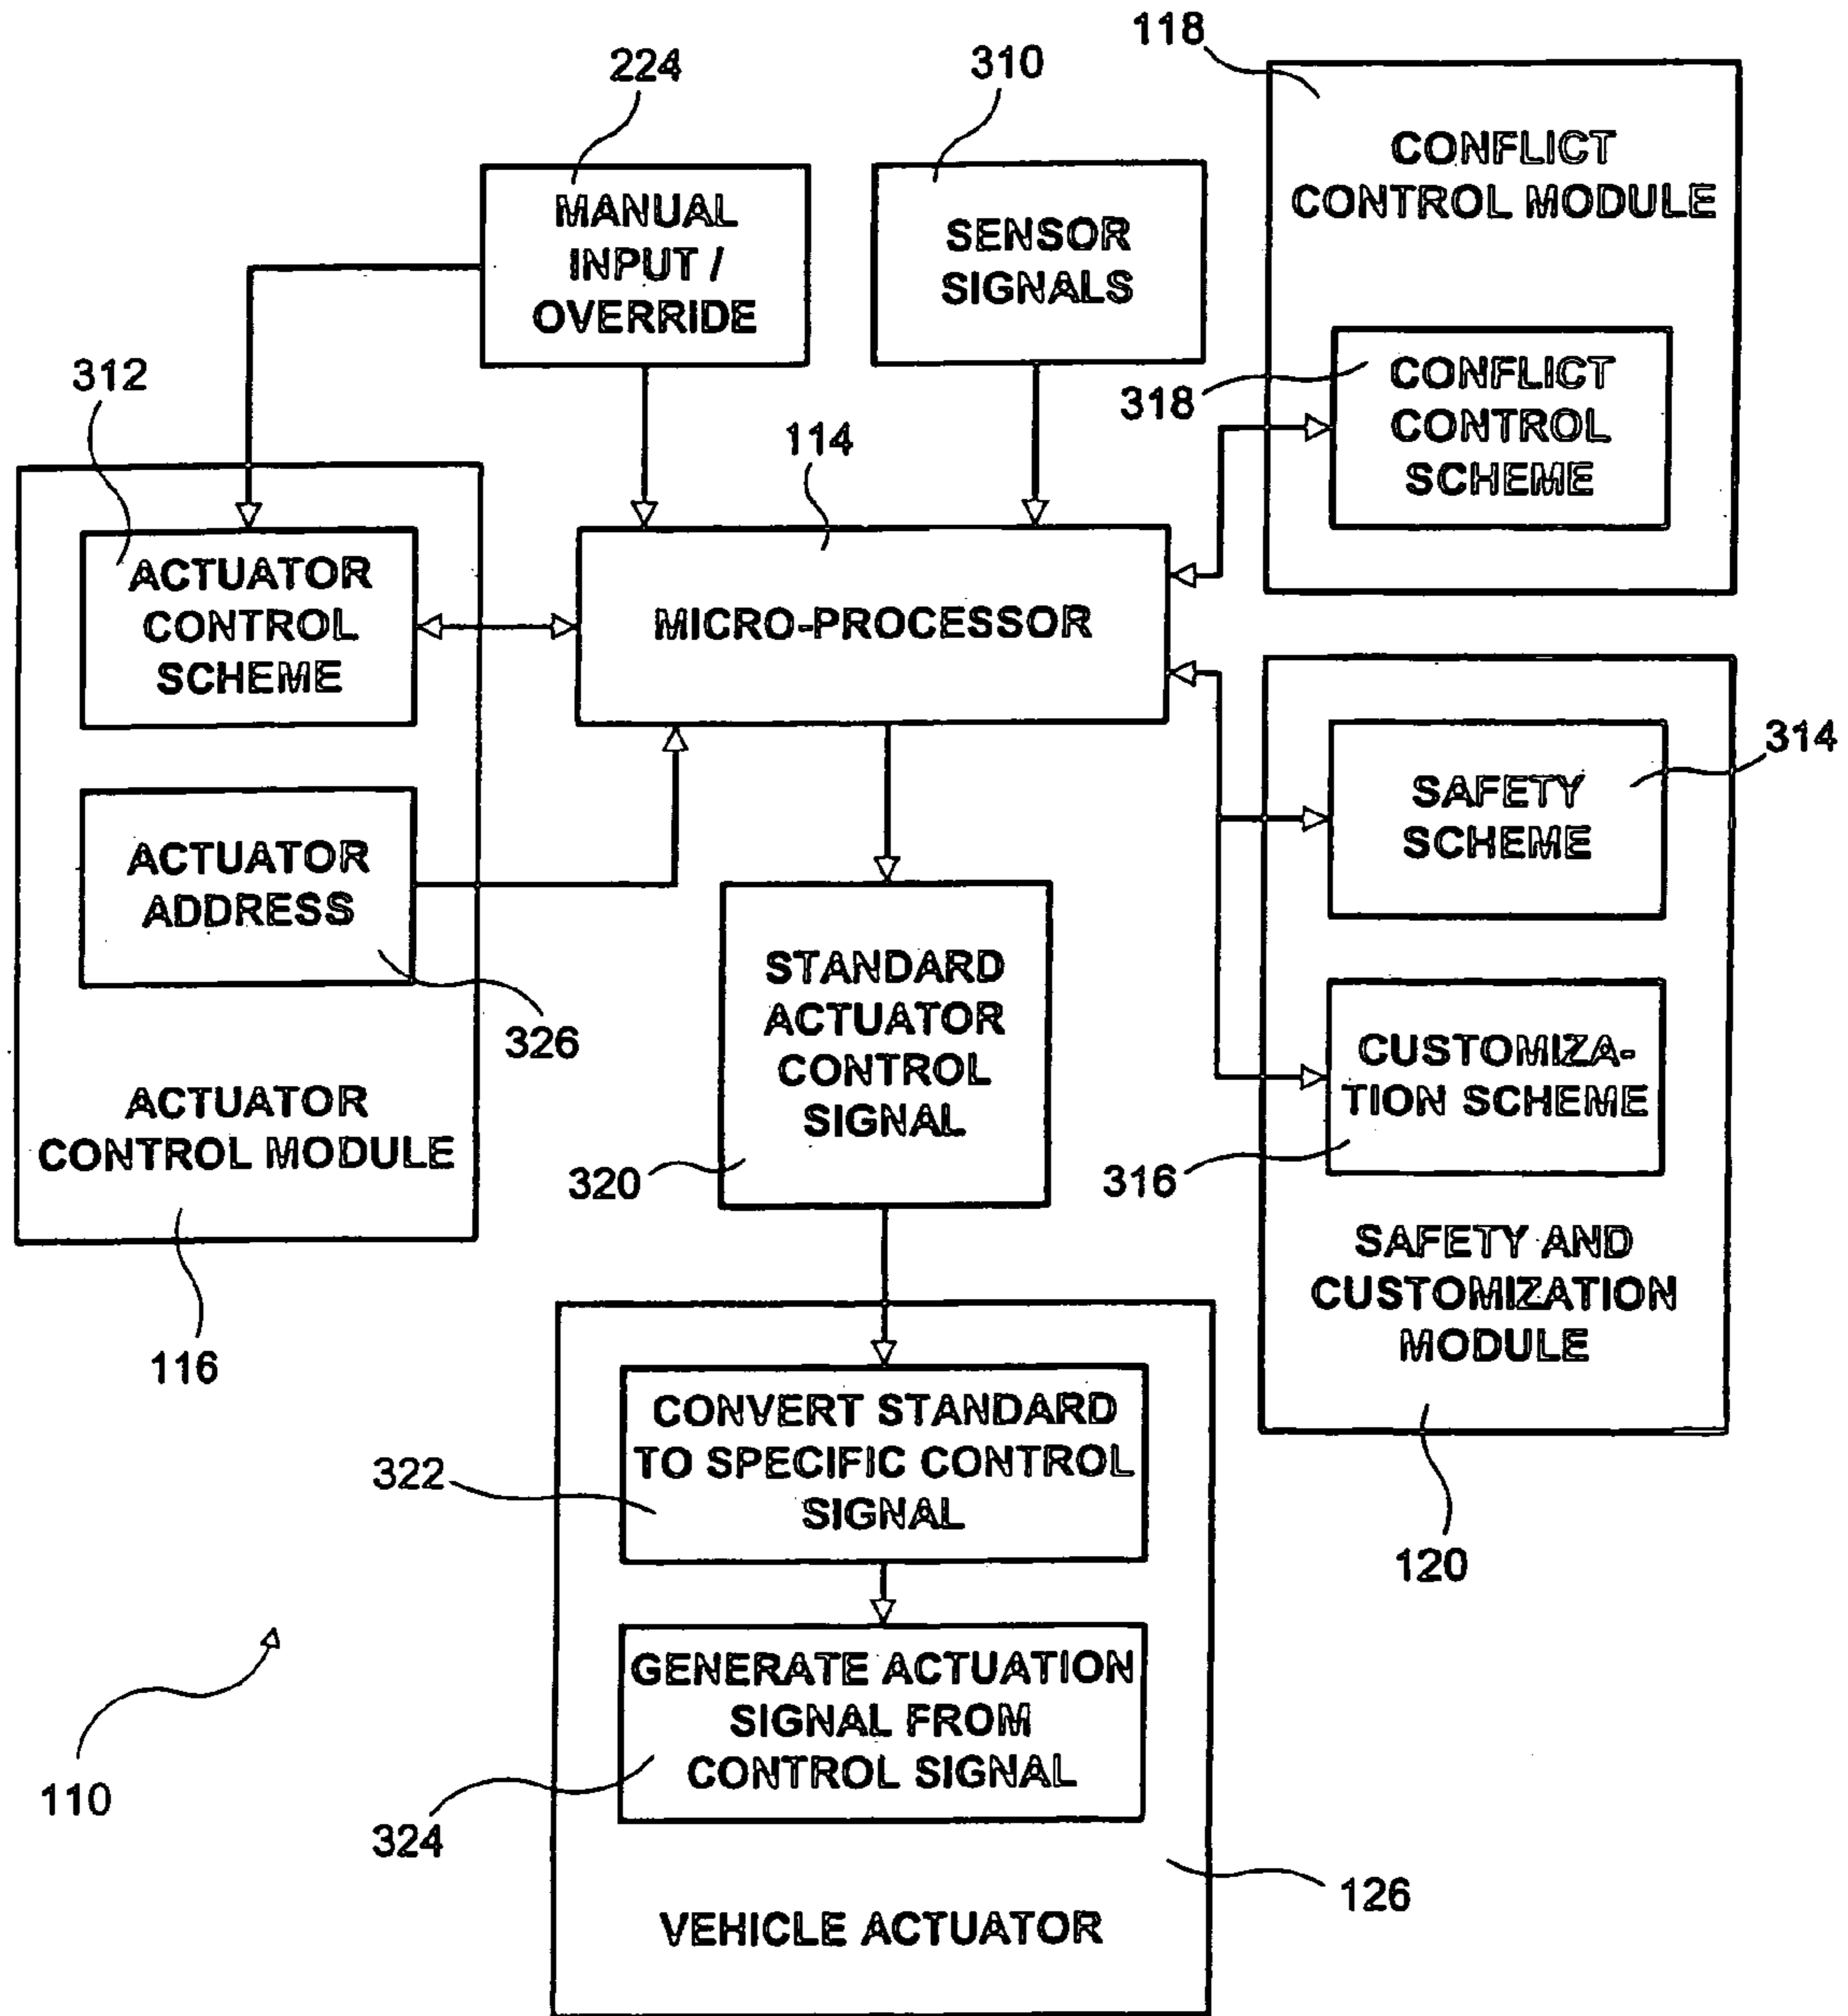 118
310
224
CONFLICT
CONTROL MODULE
MANUAL
INPUT /
OVERRIDE
SENSOR
SIGNALS
312
318
CONFLICT
CONTROL
SCHEME
114
ACTUATOR
CONTROL
SCHEME
MICRO-PROCESSOR
314
SAFETY
SCHEME
ACTUATOR
ADDRESS
326
STANDARD
ACTUATOR
CONTROL
SIGNAL
320
CUSTOMIZA-
TION SCHEME
316
ACTUATOR
CONTROL MODULE
116
SAFETY AND
CUSTOMIZATION
MODULE
120
CONVERT STANDARD
TO SPECIFIC CONTROL
SIGNAL
322
GENERATE ACTUATION
SIGNAL FROM
CONTROL SIGNAL
324
110
126
VEHICLE ACTUATOR